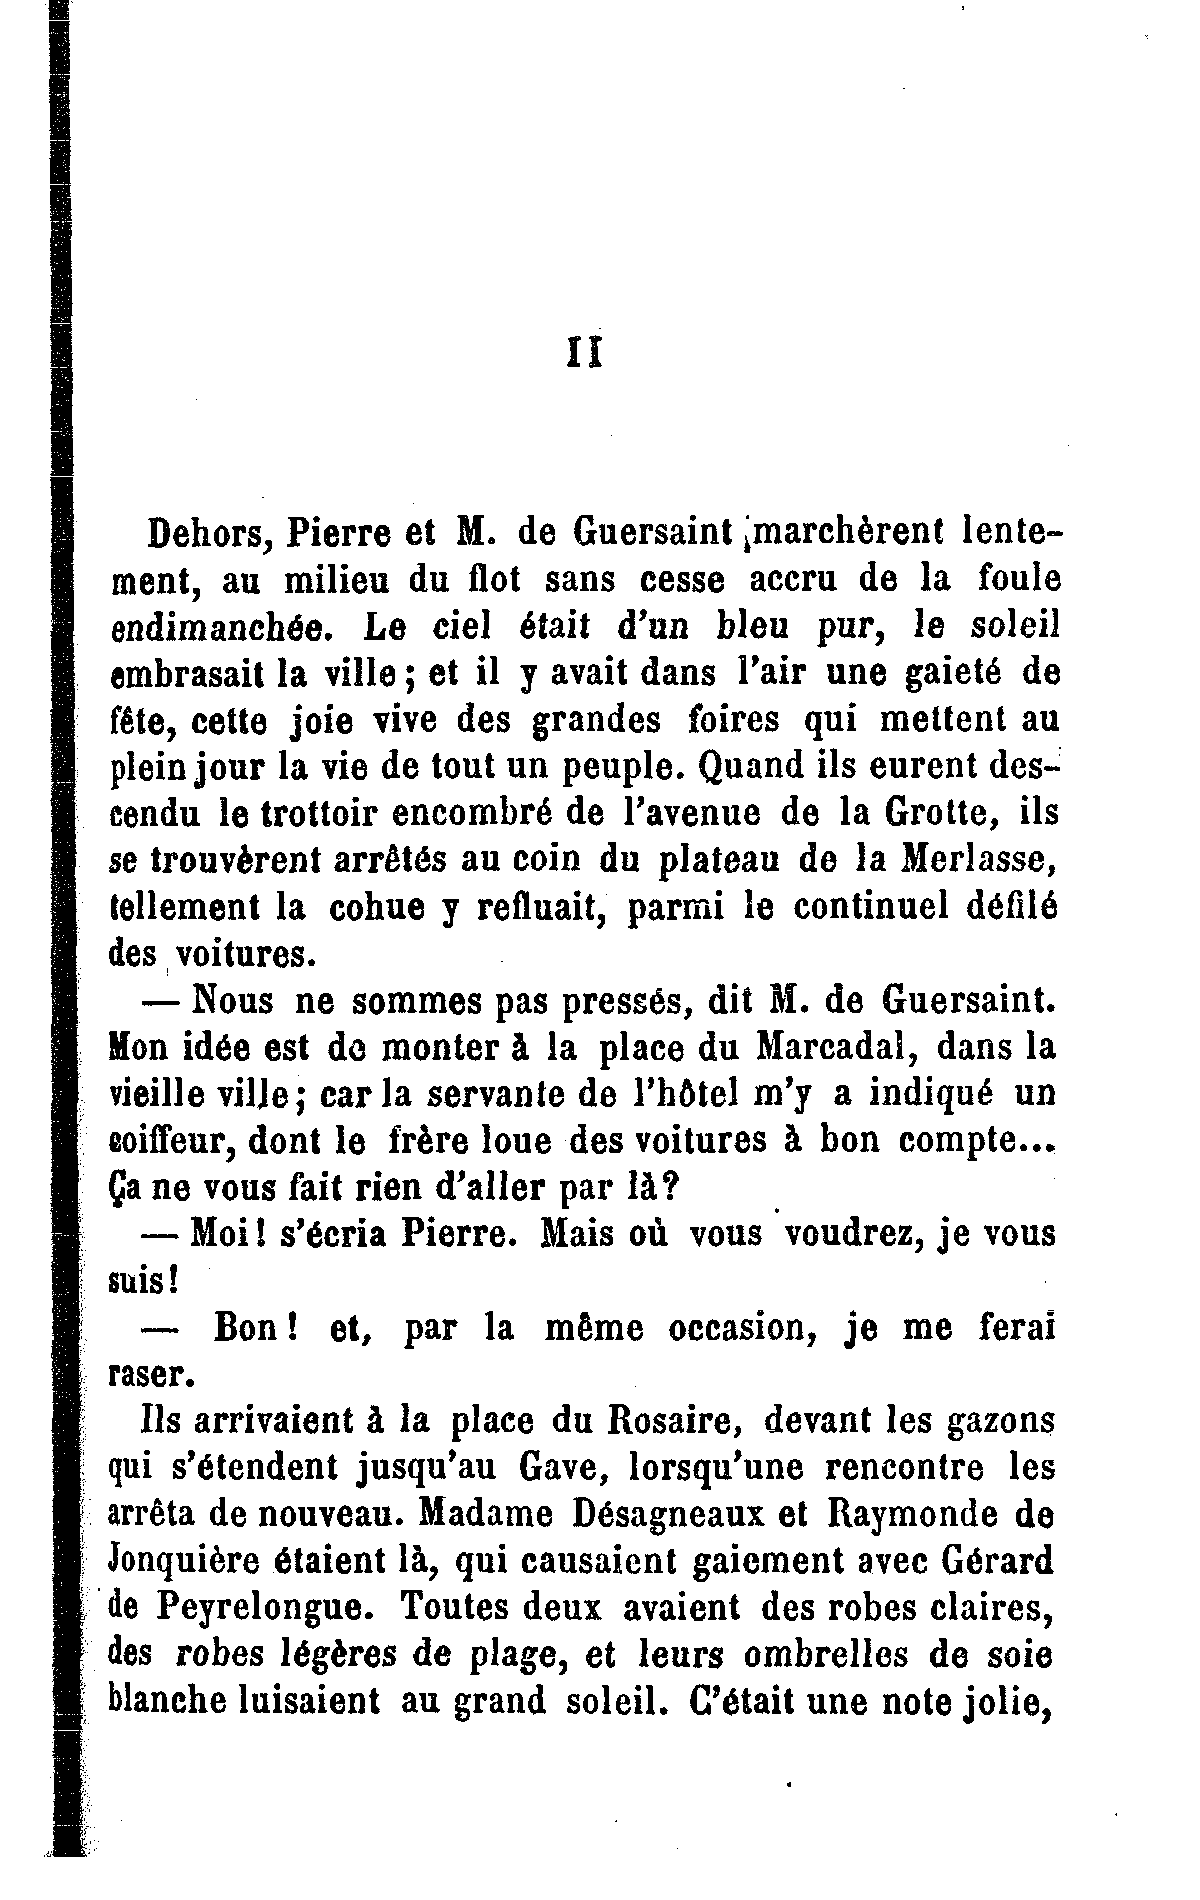 II
Dehors, Pierre et M. de Guersaint marchèrent lente-
ment, au milieu du flot sans cesse accru de la foule
endimanchée. Le ciel était d'un bleu pur, le soleil
embrasait la ville ; et il y avait dans l'air une gaieté de
fête, cette joie vive des grandes foires qui mettent au
plein jour la vie de tout un peuple. Quand ils eurent des-
cendu le trottoir encombré de l'avenue de la Grotte, ils
se trouvèrent arrêtés au coin du plateau de la Merlasse,
tellement la cohue y refluait, parmi le continuel défilé
des voitures.
— Nous ne sommes pas pressés, dit M. de Guersaint.
Mon idée est de monter à la place du Marcadal, dans la
vieille ville ; car la servante de l'hôtel m'y a indiqué un
coiffeur, dont le frère loue des voitures à bon compte...
Ça ne vous fait rien d'aller par là?
— Moi ! s'écria Pierre. Mais où vous voudrez, je vous
suis !
— Bon ! et, par la même occasion, je me ferai
raser.
Ils arrivaient à la place du Rosaire, devant les gazons
qui s'étendent jusqu'au Gave, lorsqu'une rencontre les
arrêta de nouveau. Madame Désagneaux et Raymonde de
Jonquière étaient là, qui causaient gaiement avec Gérard
de Peyrelongue. Toutes deux avaient des robes claires,
des robes légères de plage, et leurs ombrelles de soie
blanche luisaient au grand soleil. C'était une note jolie,